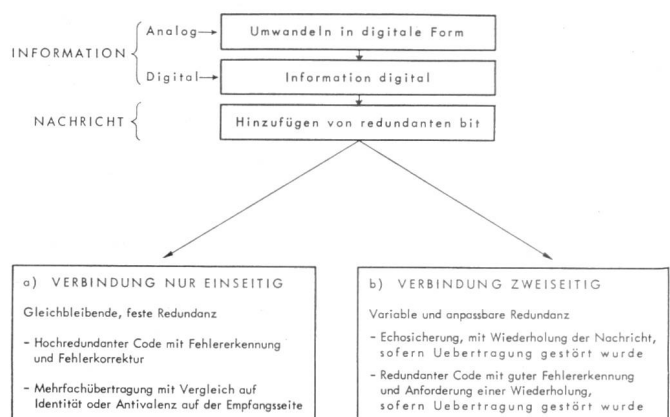 Analog
Umwandeln in digitale Form
INFORMATION
Digital
Information digital
NACHRICHT
Hinzufügen von redundanten bit
a) VERBINDUNG NUR EINSEITIG
Gleichbleibende, feste Redundanz
- Hochredundanter Code mit Fehlererkennung
und Fehlerkorrektur
- Mehrfachübertragung mit Vergleich auf
Identität oder Antivalenz auf der Empfangsseite
b) VERBINDUNG ZWEISEITIG
Variable und anpassbare Redundanz
- Echosicherung, mit Wiederholung der Nachricht,
sofern Uebertragung gestört wurde
- Redundanter Code mit guter Fehlererkennung
und Anforderung einer Wiederholung,
sofern Uebertragung gestört wurde